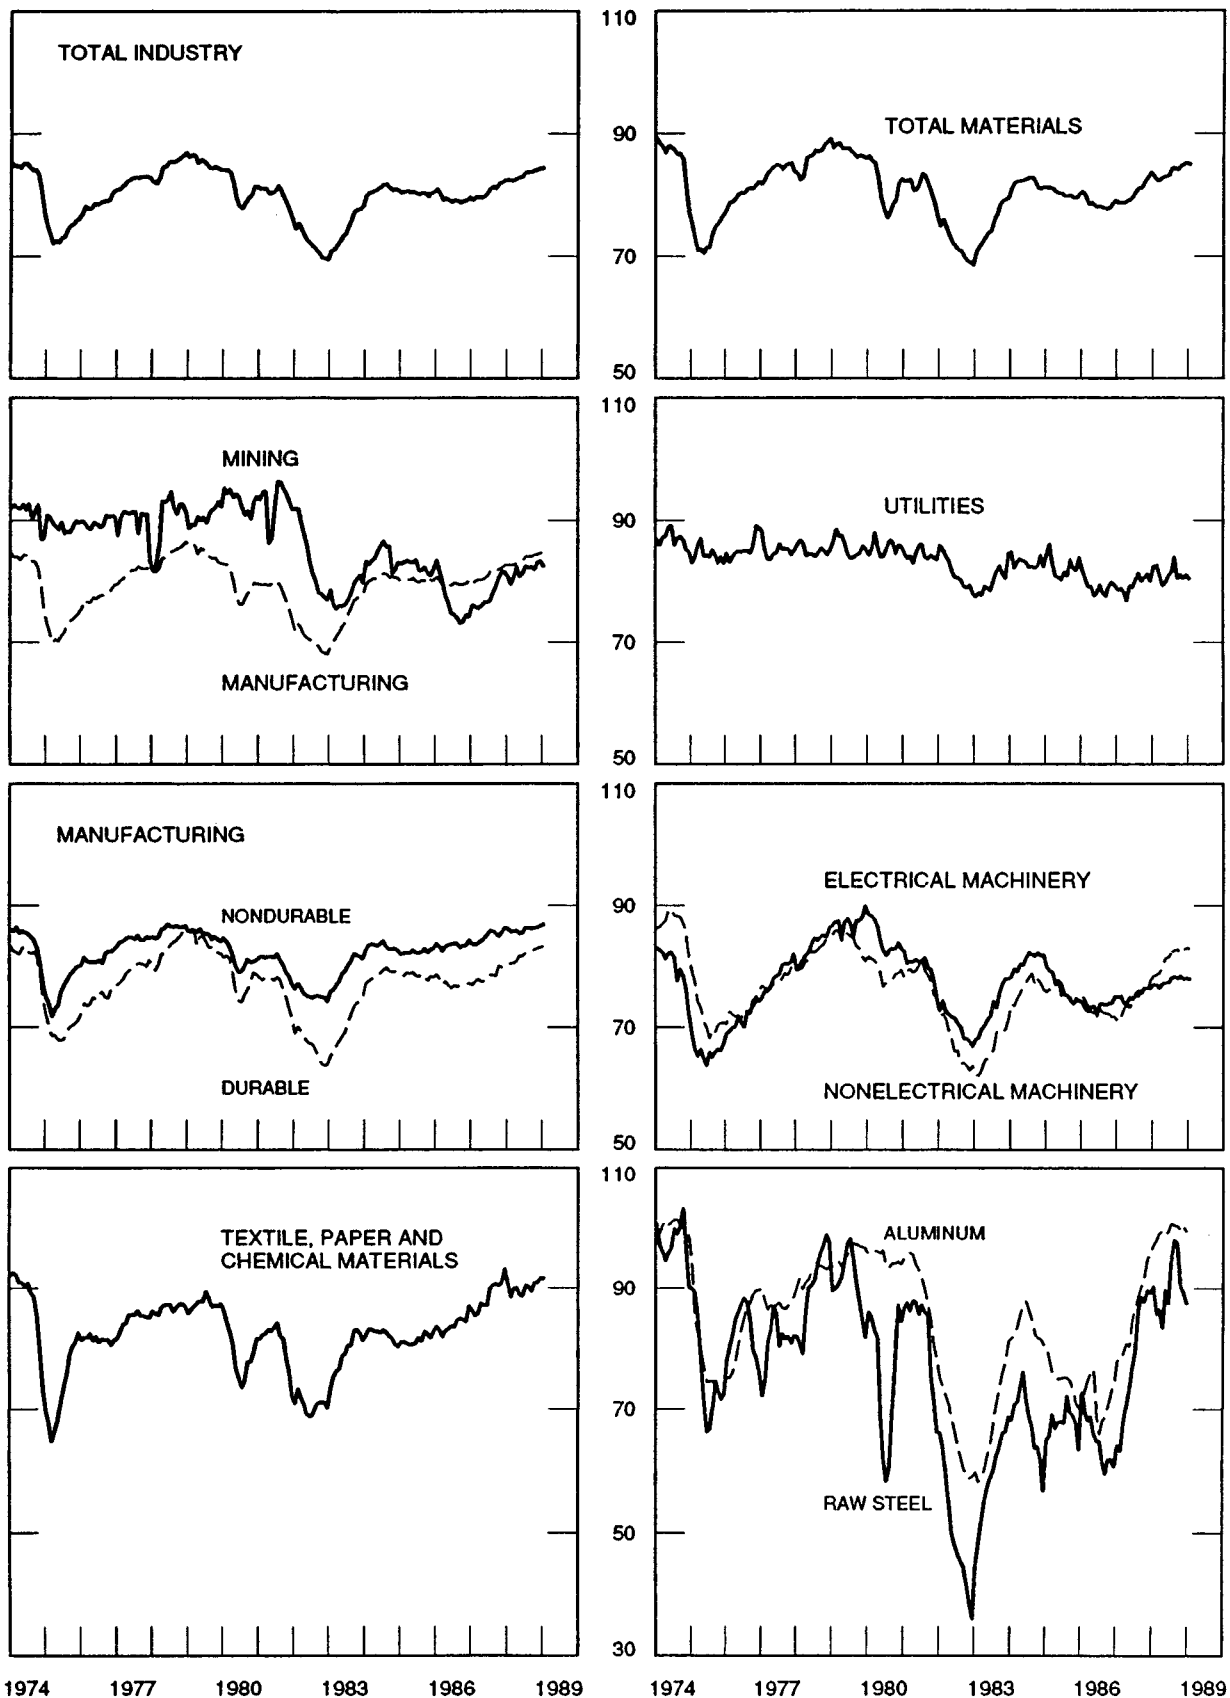 TOTAL INDUSTRY
110
90
70
50
TOTAL MATERIALS
MINING
MANUFACTURING
110
90
70
50
UTILITIES
MANUFACTURING
NONDURABLE
DURABLE
110
90
70
50
ELECTRICAL MACHINERY
NONELECTRICAL MACHINERY
TEXTILE, PAPER AND
CHEMICAL MATERIALS
110
90
70
50
30
ALUMINUM
RAW STEEL
1974 1977 1980 1983 1986 1989
1974 1977 1980 1983 1986 1989